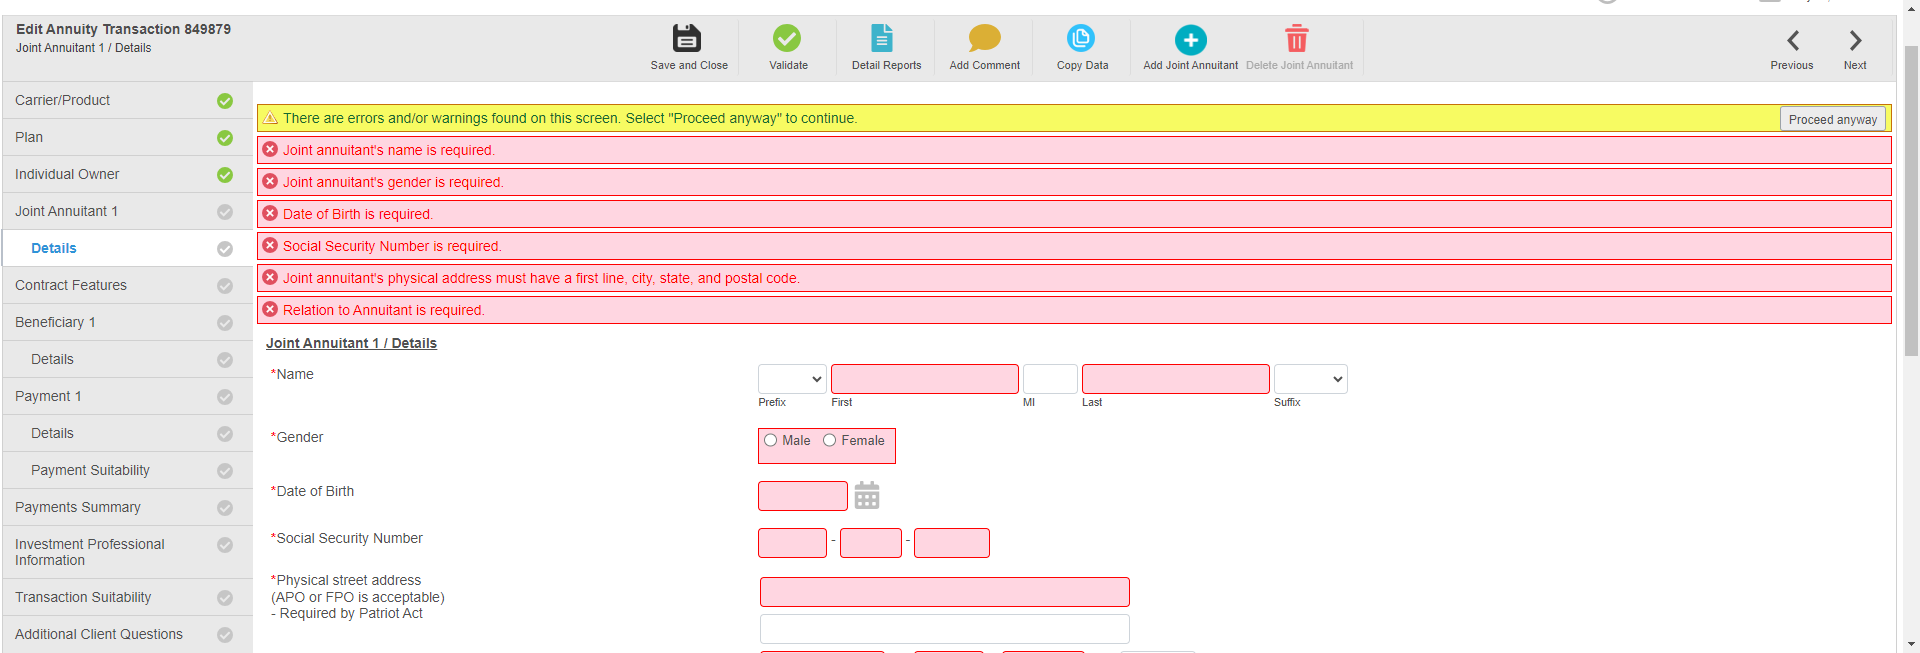 Edit Annuity Transaction 849879
Joint Annuitant 1 / Details
Save and Close
Validate
Detail Reports
Add Comment
Copy Data
Add Joint Annuitant
Delete Joint Annuitant
Previous
Next
Carrier/Product
Plan
Individual Owner
Joint Annuitant 1
Details
Contract Features
Beneficiary 1
Details
Payment 1
Details
Payment Suitability
Payments Summary
Investment Professional
Information
Transaction Suitability
Additional Client Questions
There are errors and/or warnings found on this screen. Select "Proceed anyway" to continue.
Proceed anyway
Joint annuitant's name is required.
Joint annuitant's gender is required.
Date of Birth is required.
Social Security Number is required.
Joint annuitant's physical address must have a first line, city, state, and postal code.
Relation to Annuitant is required.
Joint Annuitant 1 / Details
*Name
Prefix
First
MI
Last
Suffix
*Gender
Male
Female
*Date of Birth
*Social Security Number
- -
*Physical street address
(APO or FPO is acceptable)
- Required by Patriot Act